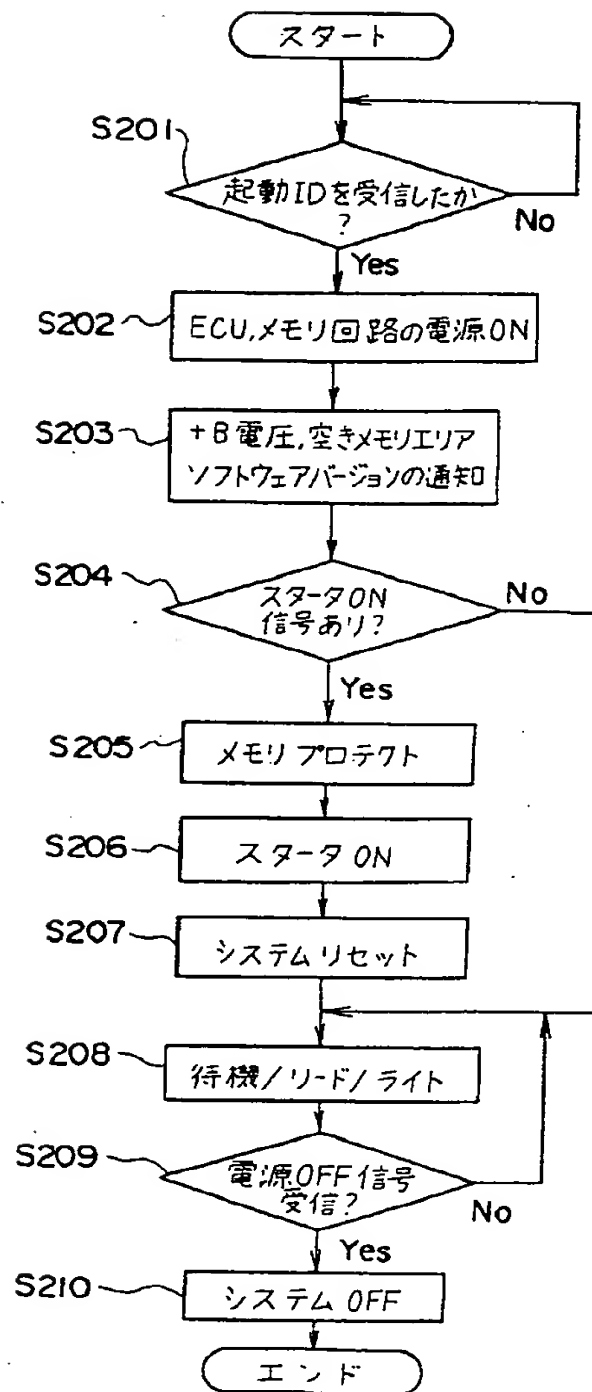 スタート
S201
起動IDを受信したか
?
No
Yes
S202
ECU,メモリ回路の電源ON
S203
+B電圧,空きメモリエリア
ソフトウェアバージョンの通知
S204
スタータON
信号あり?
No
Yes
S205
メモリプロテクト
S206
スタータON
S207
システムリセット
S208
待機/リード/ライト
S209
電源OFF信号
受信?
No
Yes
S210
システムOFF
エンド